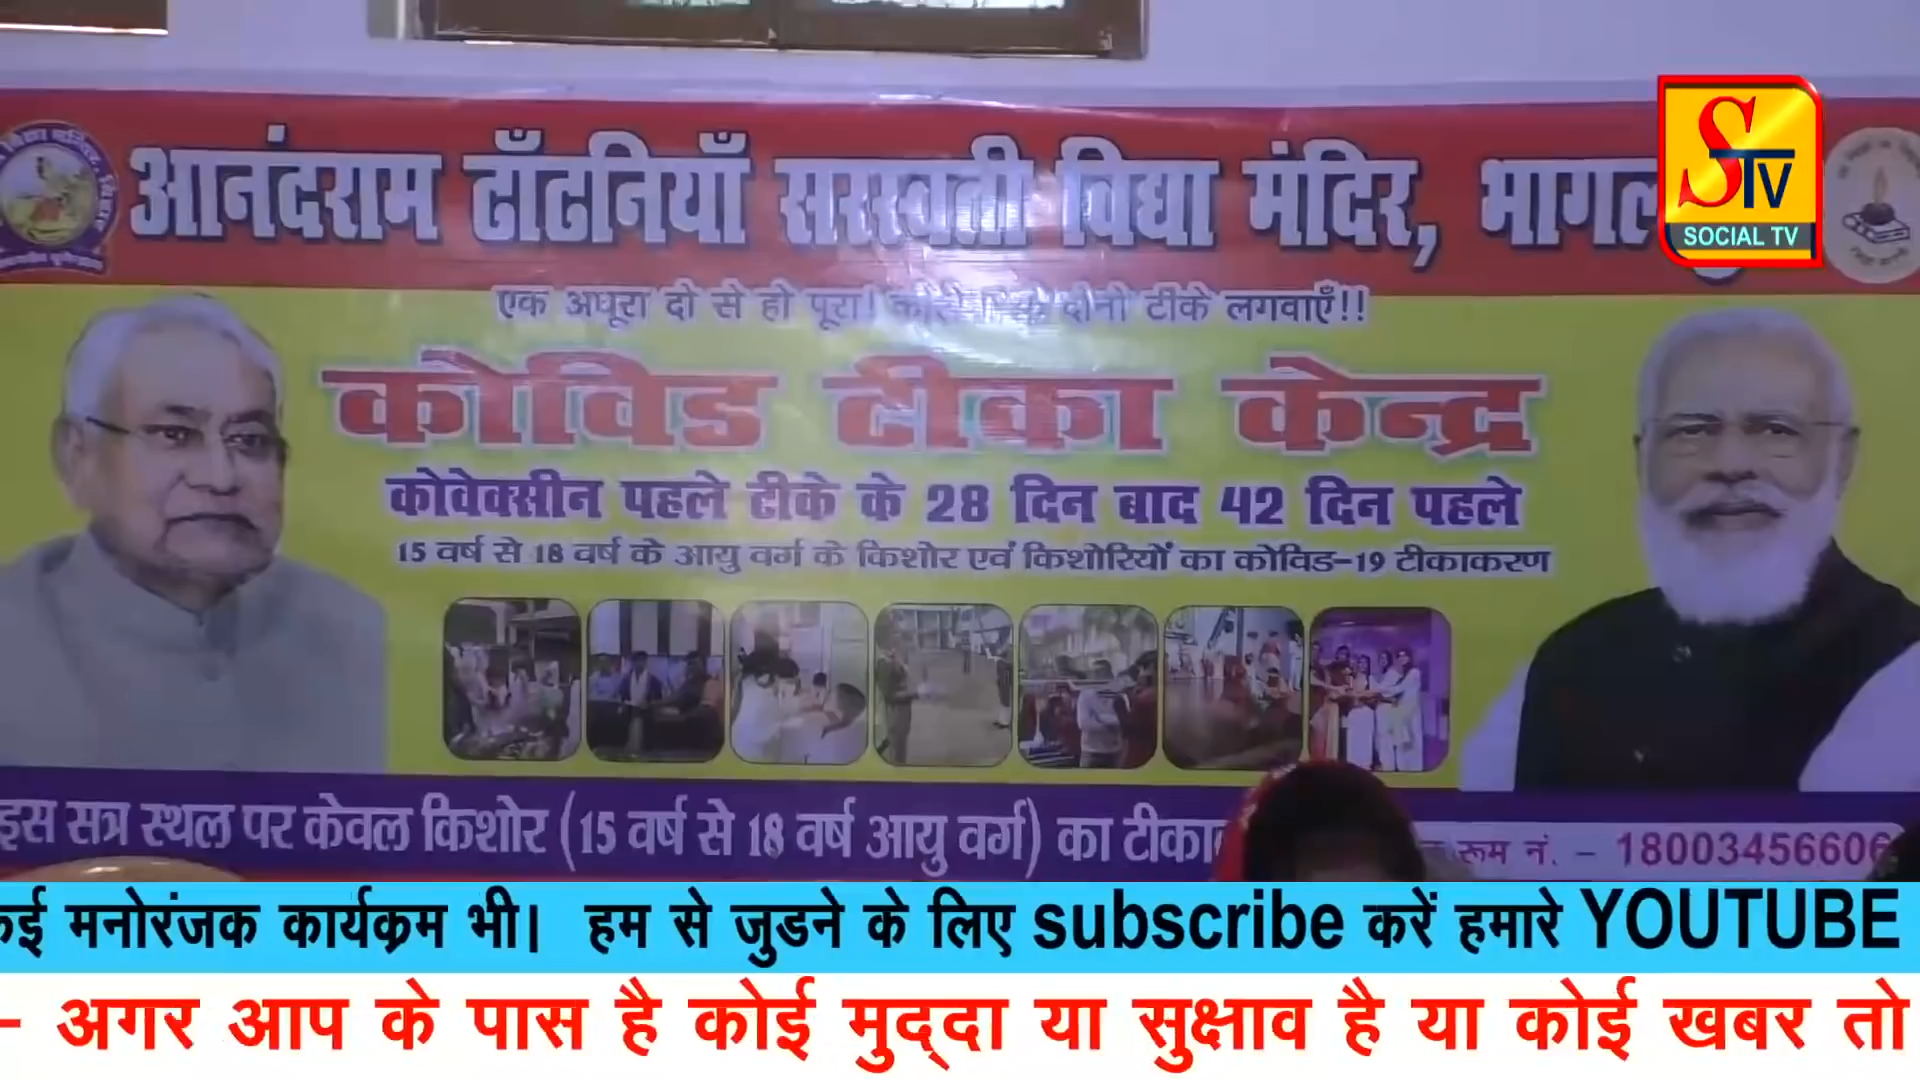 आनंदराम ढाँढनियाँ सरस्वती विद्या मंदिर,
STV
SOCIAL TV
एक अधूरा दो से हो पूरा! दोनों टीके लगवाएँ!!
कोविड टीका केन्द्र
कोवेक्सीन पहले टीके के 28 दिन बाद 42 दिन पहले
15 वर्ष से 18 वर्ष के आयु वर्ग के किशोर एवं किशोरियों का कोविड-19 टीकाकरण
इस सत्र स्थल पर केवल किशोर (15 वर्ष से 18 वर्ष आयु वर्ग) का
रूम नं. - 18003456606
मनोरंजक कार्यक्रम भी। हम से जुडने के लिए subscribe करें हमारे YOUTUBE
- अगर आप के पास है कोई मुद्दा या सुक्षाव है या कोई खबर तो